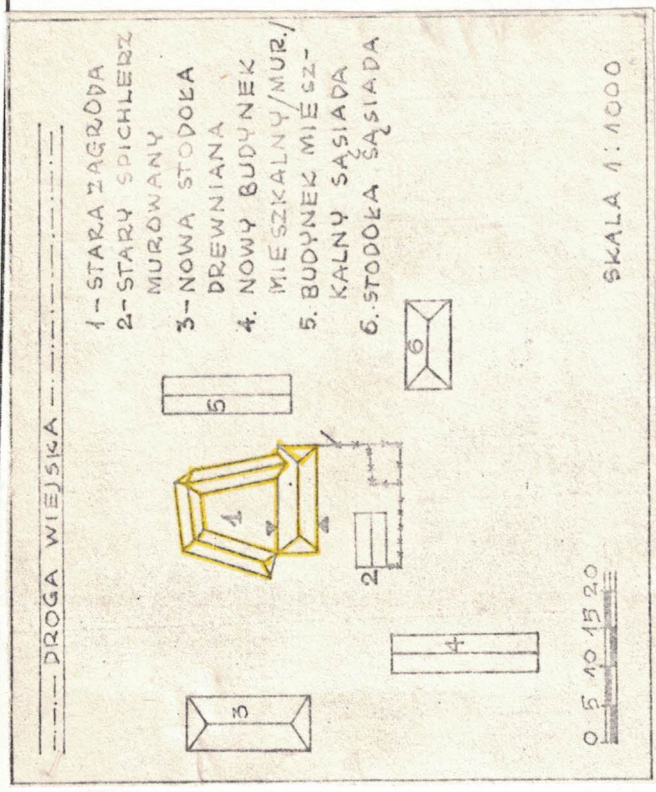 DROGA WIEJSKA
1-STARA ZAGRODA
2-STARY SPICHLERZ
MUROWANY
3-NOWA STODOŁA
DREWNIANA
4. NOWY BUDYNEK
MIESZKALNY/MUR./
5. BUDYNEK MIESZ-
KALNY SĄSIADA
6. STODOŁA SĄSIADA
5
6
1
2
4
3
0 5 10 15 20
SKALA 1:1000